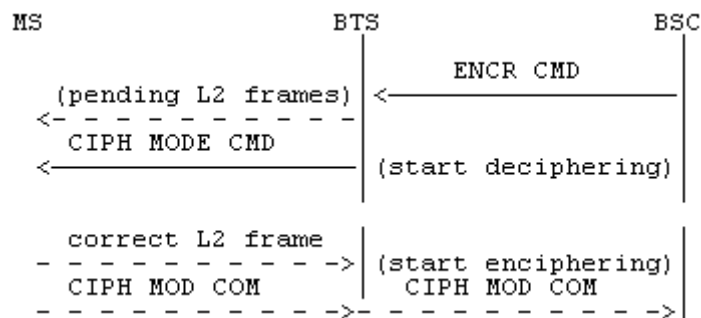 MS BTS BSC
ENCR CMD
(pending L2 frames)
CIPH MODE CMD
(start deciphering)
correct L2 frame
(start enciphering)
CIPH MOD COM CIPH MOD COM